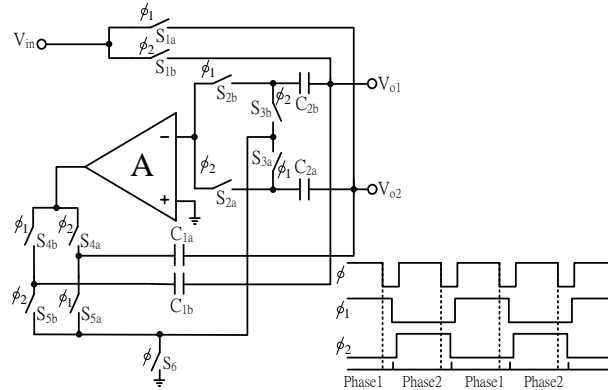 ϕ1
S1a
Vin
ϕ2
S1b
ϕ1
S2b
ϕ2
S3b
C2b
Vo1
A
−
+
ϕ2
S2a
S3a
ϕ1
C2a
Vo2
ϕ1
S4b
ϕ2
S4a
C1a
C1b
ϕ2
S5b
ϕ1
S5a
ϕ
S6
ϕ
ϕ1
ϕ2
Phase1 Phase2 Phase1 Phase2